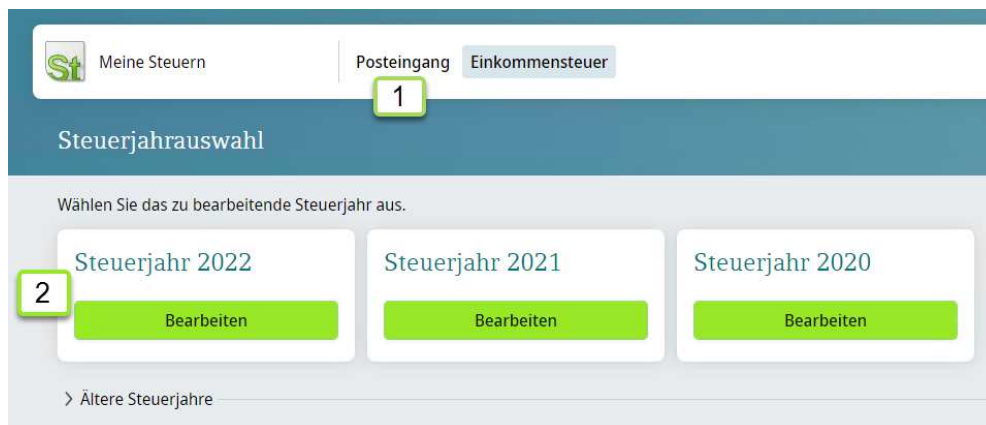 St Meine Steuern Posteingang Einkommensteuer
1
Steuerjahrauswahl
Wählen Sie das zu bearbeitende Steuerjahr aus.
Steuerjahr 2022 Steuerjahr 2021 Steuerjahr 2020
2
Bearbeiten Bearbeiten Bearbeiten
Ältere Steuerjahre